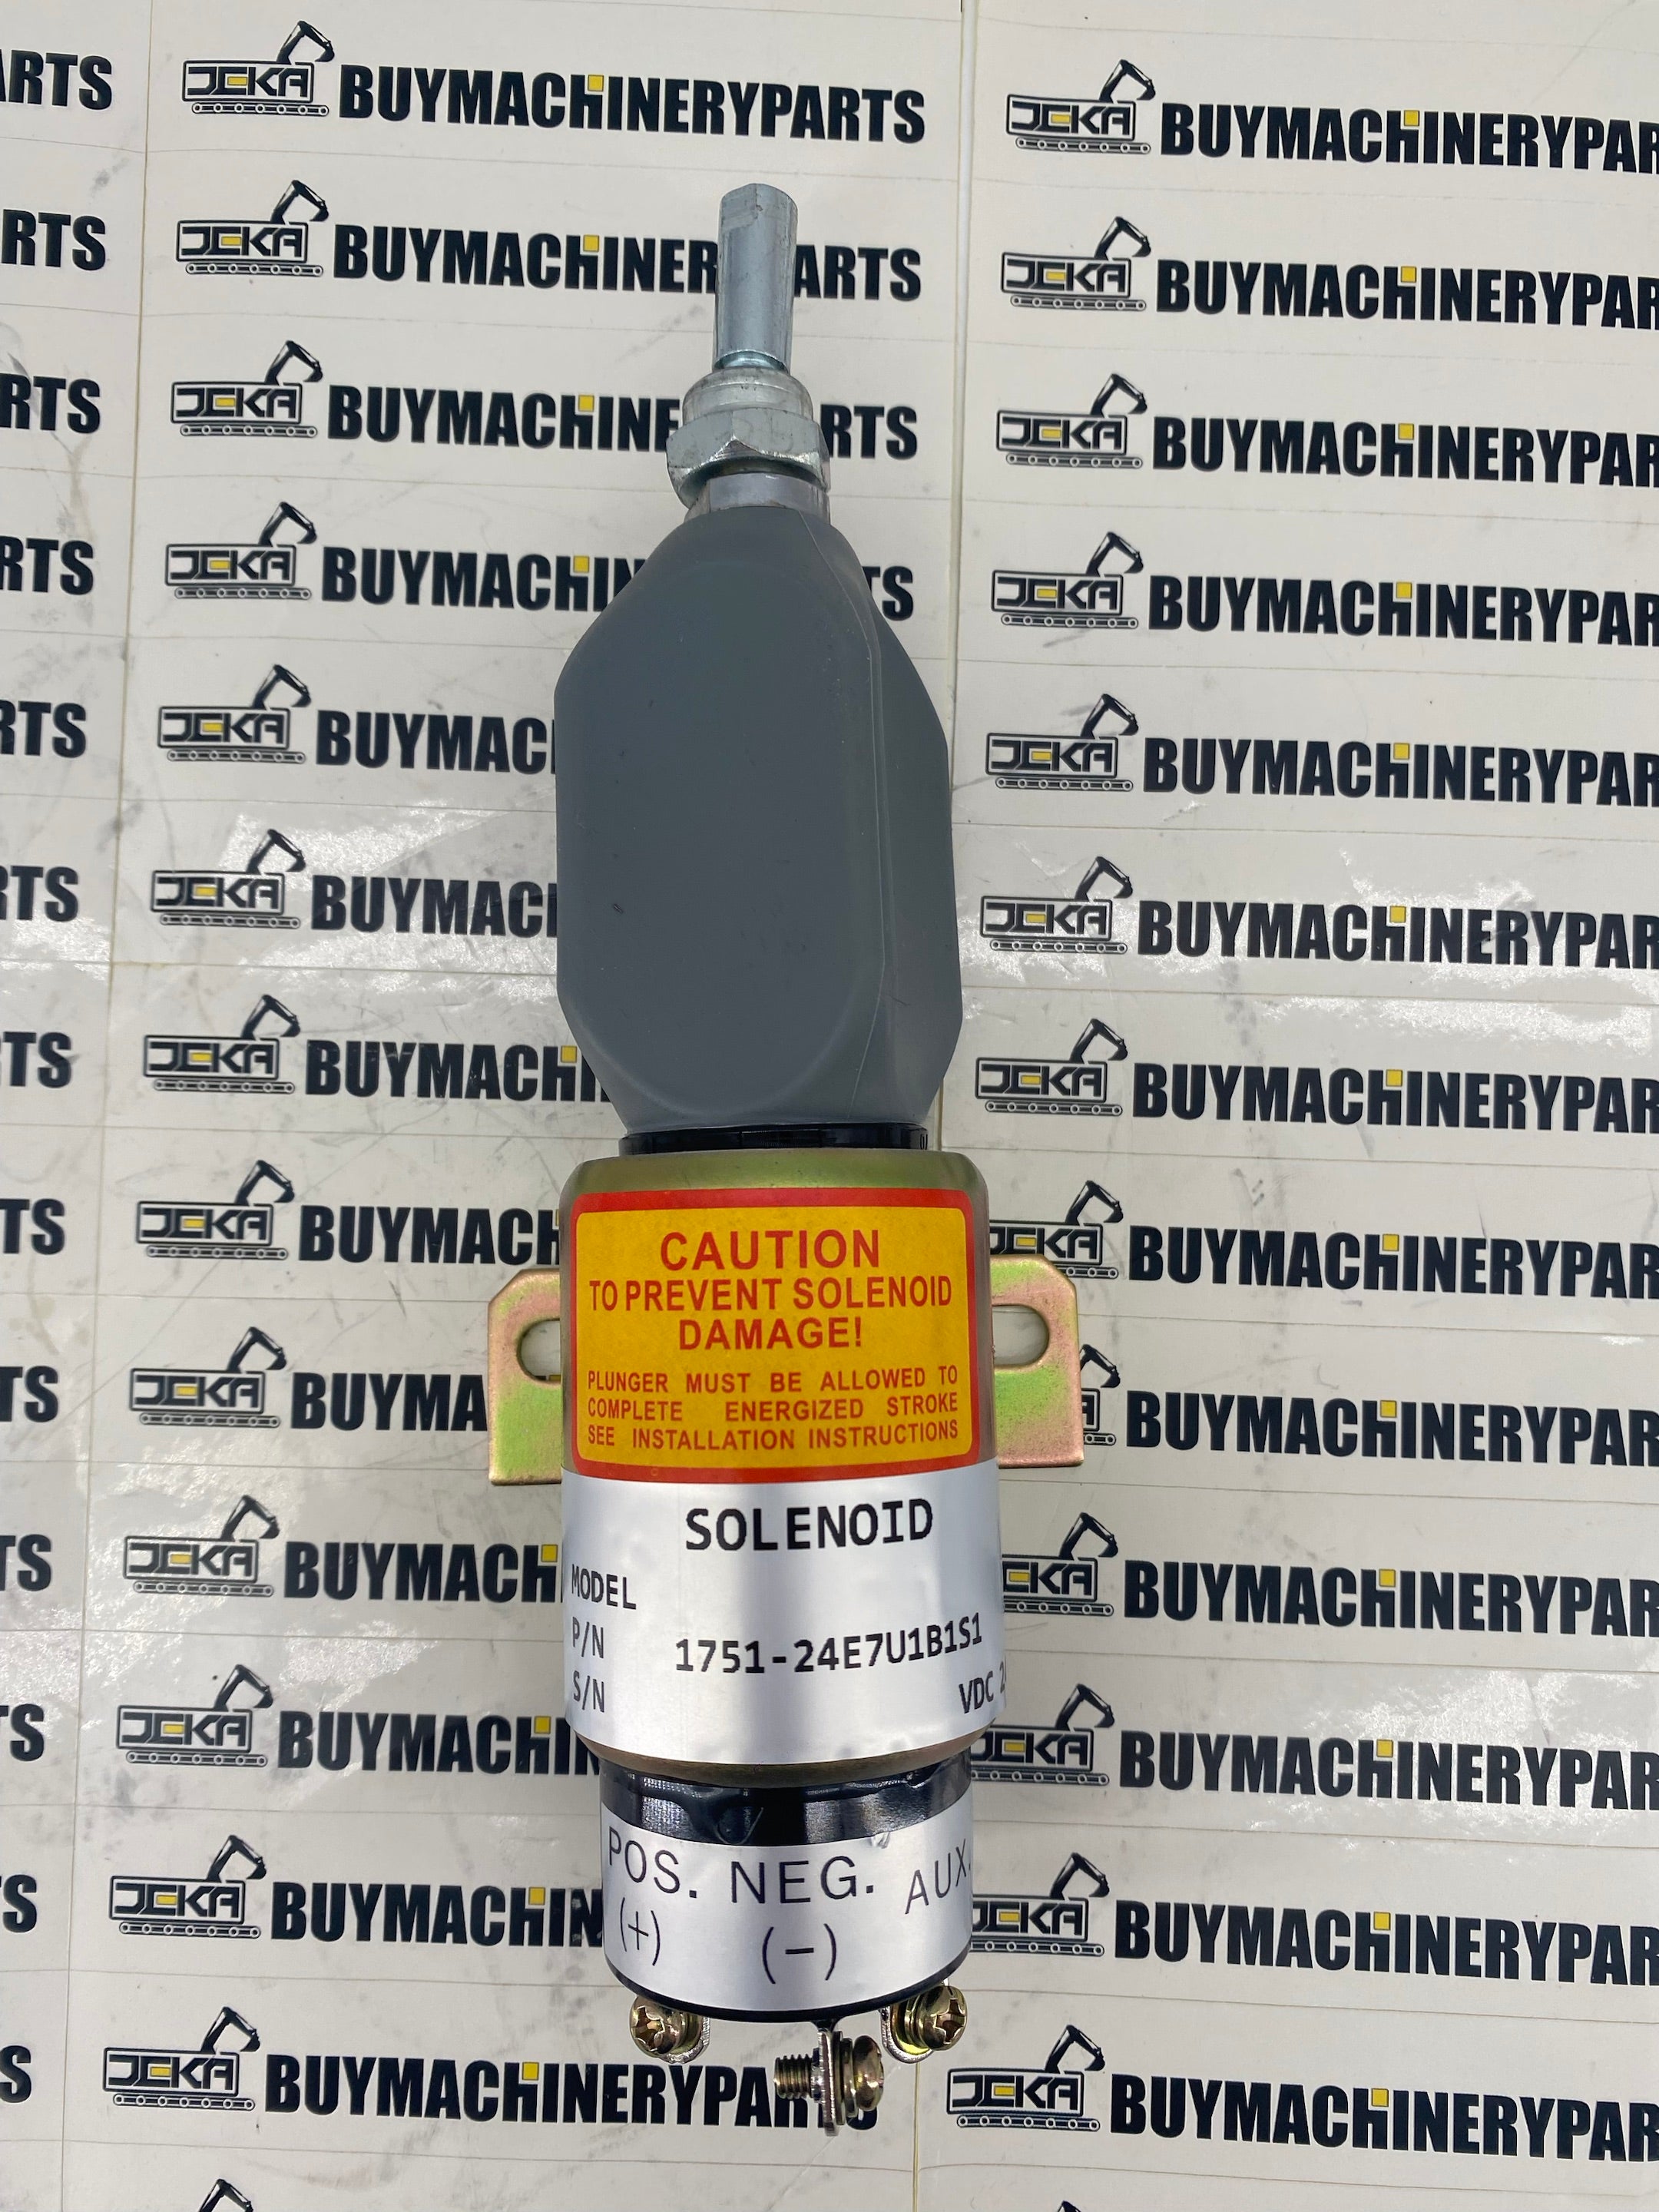 JEKA BUYMACHINERYPARTS
CAUTION
TO PREVENT SOLENOID
DAMAGE!
PLUNGER MUST BE ALLOWED TO
COMPLETE ENERGIZED STROKE
SEE INSTALLATION INSTRUCTIONS
SOLENOID
MODEL
P/N 1751-24E7U1B1S1
S/N VDC
POS. NEG. AUX.
(+) (-)